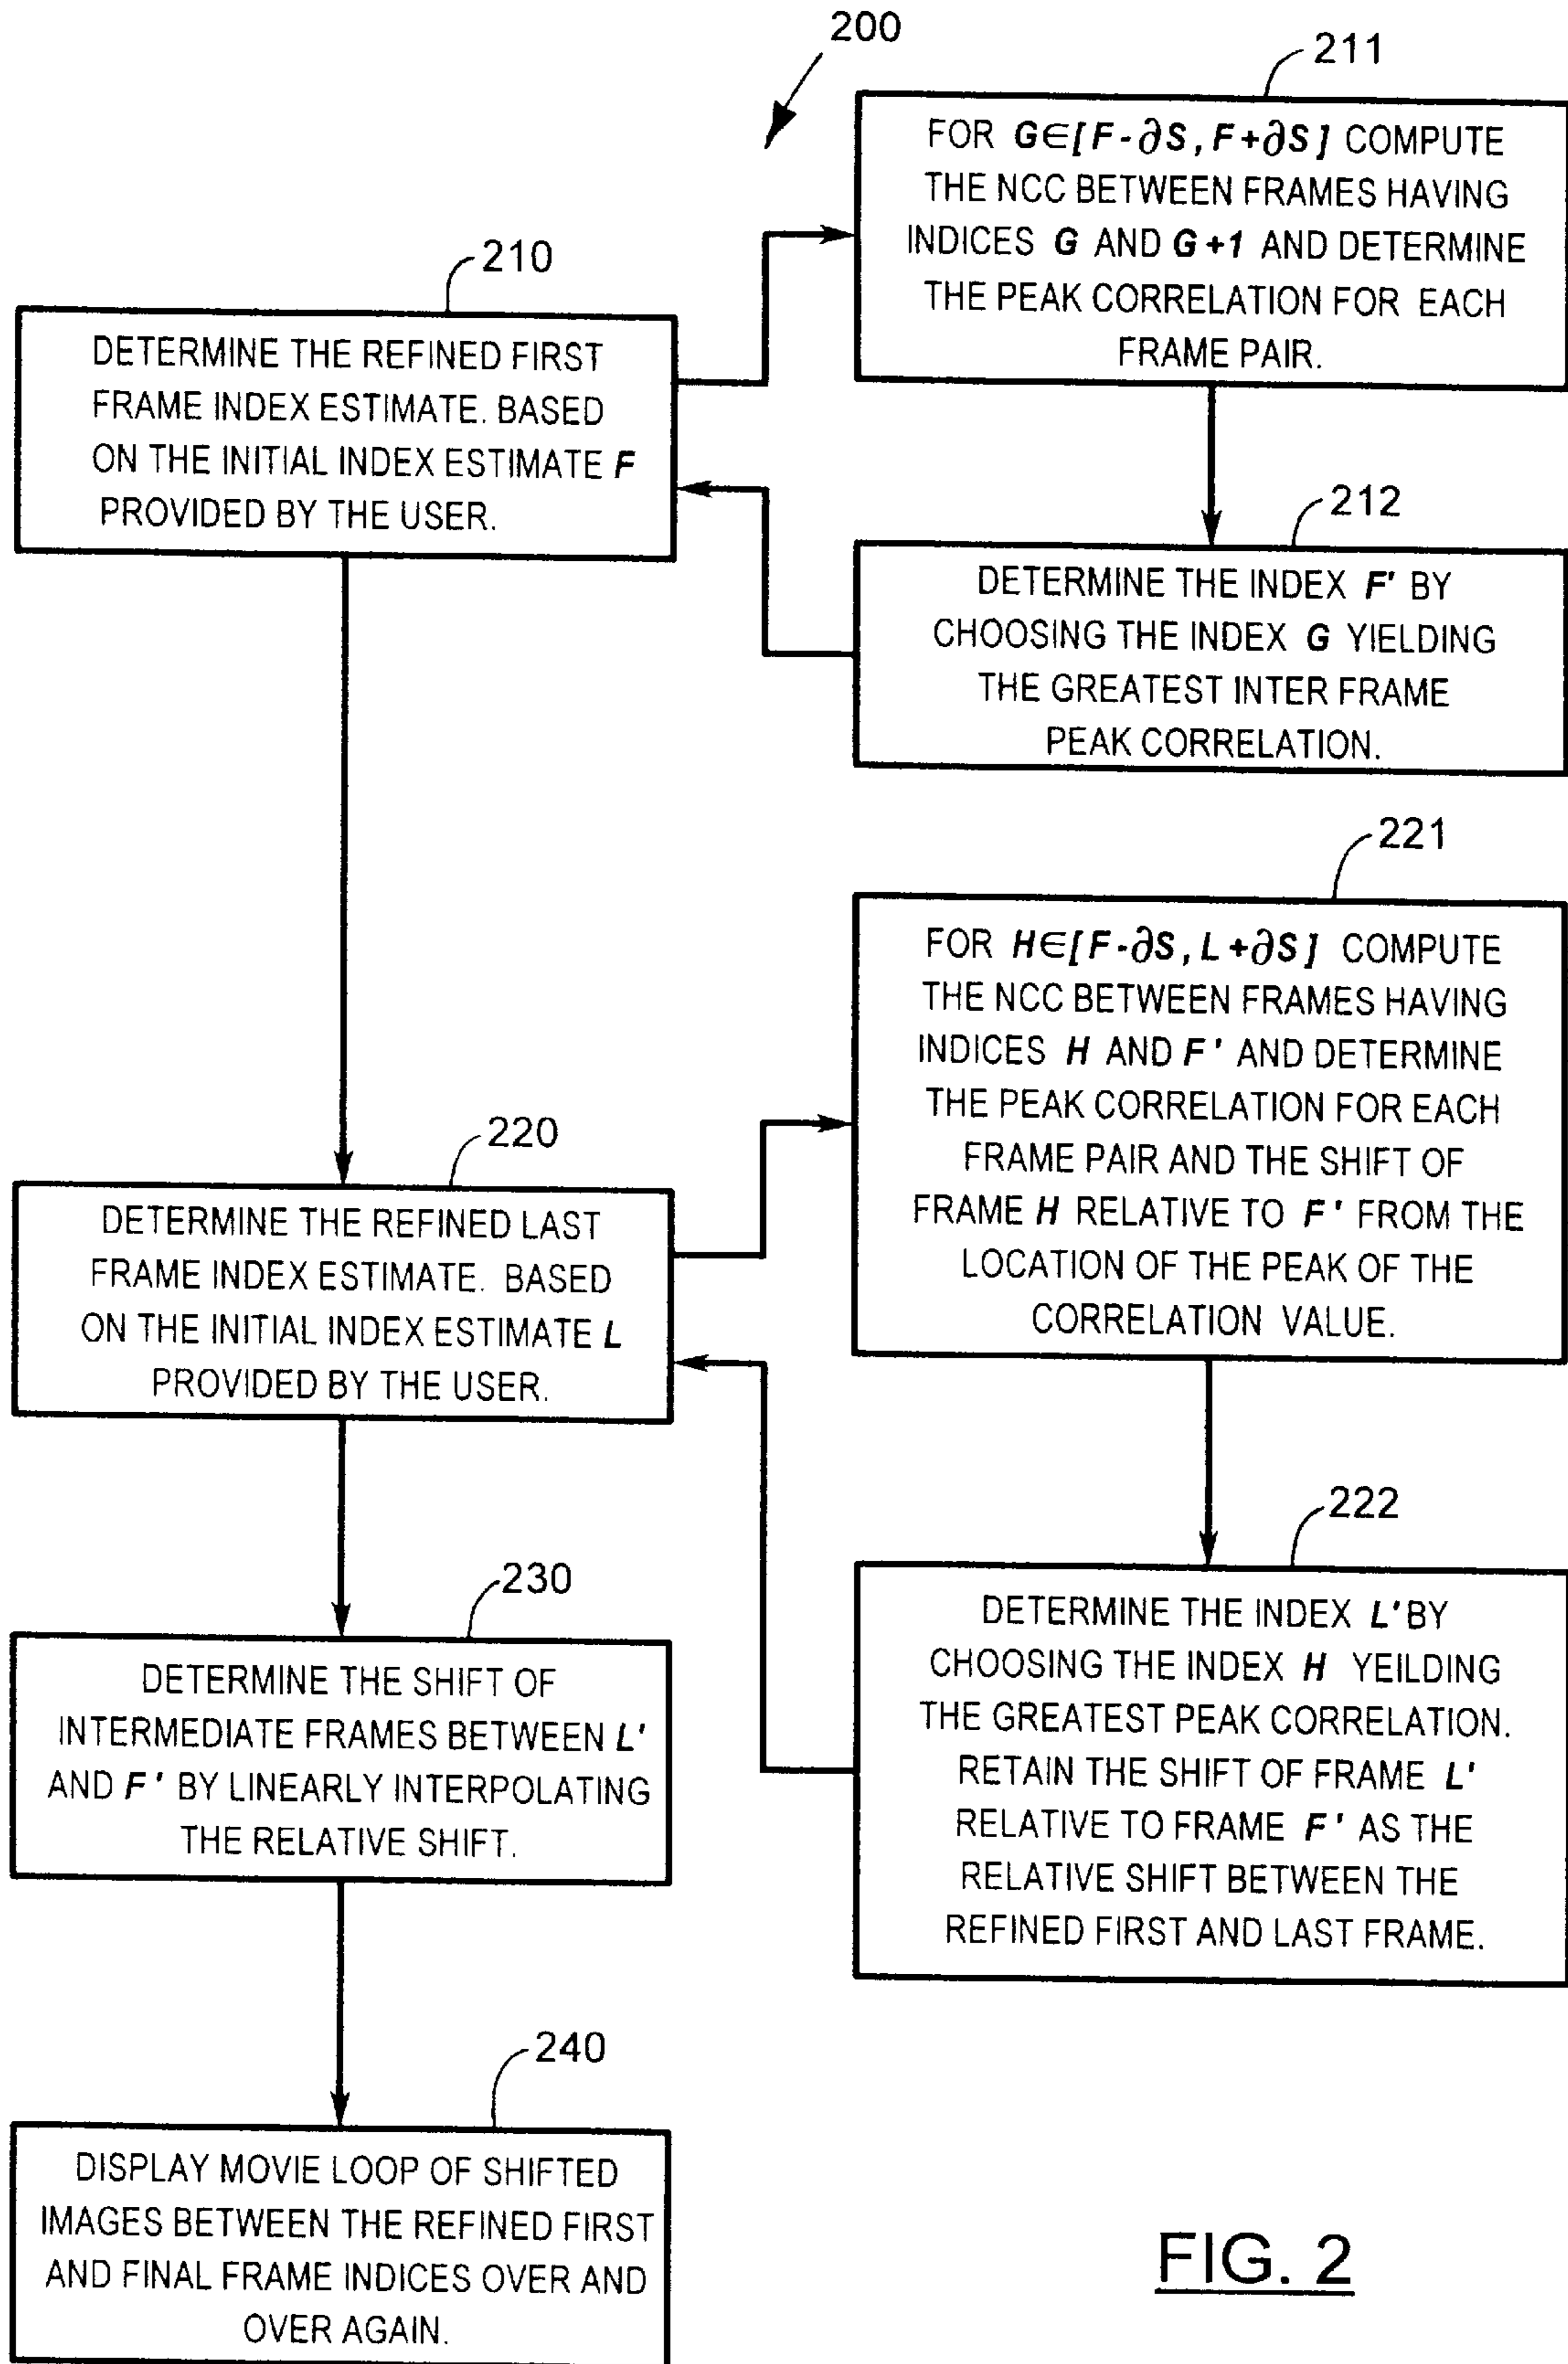 200
211
FOR G∈[F-∂S, F+∂S] COMPUTE
THE NCC BETWEEN FRAMES HAVING
INDICES G AND G+1 AND DETERMINE
THE PEAK CORRELATION FOR EACH
FRAME PAIR.
210
DETERMINE THE REFINED FIRST
FRAME INDEX ESTIMATE. BASED
ON THE INITIAL INDEX ESTIMATE F
PROVIDED BY THE USER.
212
DETERMINE THE INDEX F' BY
CHOOSING THE INDEX G YIELDING
THE GREATEST INTER FRAME
PEAK CORRELATION.
221
FOR H∈[F-∂S, L+∂S] COMPUTE
THE NCC BETWEEN FRAMES HAVING
INDICES H AND F' AND DETERMINE
THE PEAK CORRELATION FOR EACH
FRAME PAIR AND THE SHIFT OF
FRAME H RELATIVE TO F' FROM THE
LOCATION OF THE PEAK OF THE
CORRELATION VALUE.
220
DETERMINE THE REFINED LAST
FRAME INDEX ESTIMATE. BASED
ON THE INITIAL INDEX ESTIMATE L
PROVIDED BY THE USER.
222
DETERMINE THE INDEX L' BY
CHOOSING THE INDEX H YEILDING
THE GREATEST PEAK CORRELATION.
RETAIN THE SHIFT OF FRAME L'
RELATIVE TO FRAME F' AS THE
RELATIVE SHIFT BETWEEN THE
REFINED FIRST AND LAST FRAME.
230
DETERMINE THE SHIFT OF
INTERMEDIATE FRAMES BETWEEN L'
AND F' BY LINEARLY INTERPOLATING
THE RELATIVE SHIFT.
240
DISPLAY MOVIE LOOP OF SHIFTED
IMAGES BETWEEN THE REFINED FIRST
AND FINAL FRAME INDICES OVER AND
OVER AGAIN.
FIG. 2